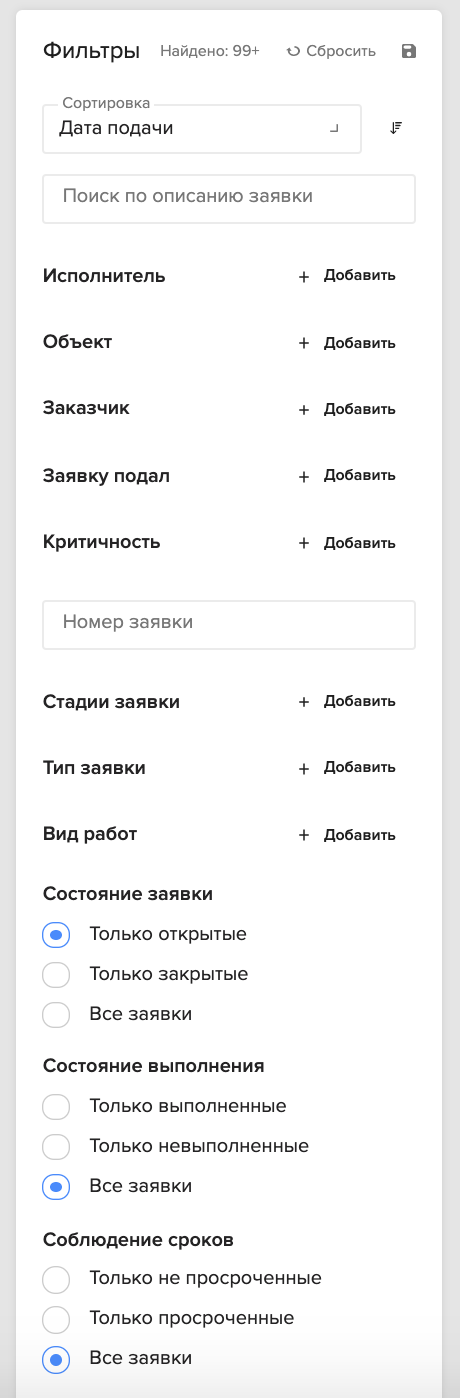 Фильтры Найдено: 99+ Сбросить
Сортировка
Дата подачи
Поиск по описанию заявки
Исполнитель + Добавить
Объект + Добавить
Заказчик + Добавить
Заявку подал + Добавить
Критичность + Добавить
Номер заявки
Стадии заявки + Добавить
Тип заявки + Добавить
Вид работ + Добавить
Состояние заявки
Только открытые
Только закрытые
Все заявки
Состояние выполнения
Только выполненные
Только невыполненные
Все заявки
Соблюдение сроков
Только не просроченные
Только просроченные
Все заявки